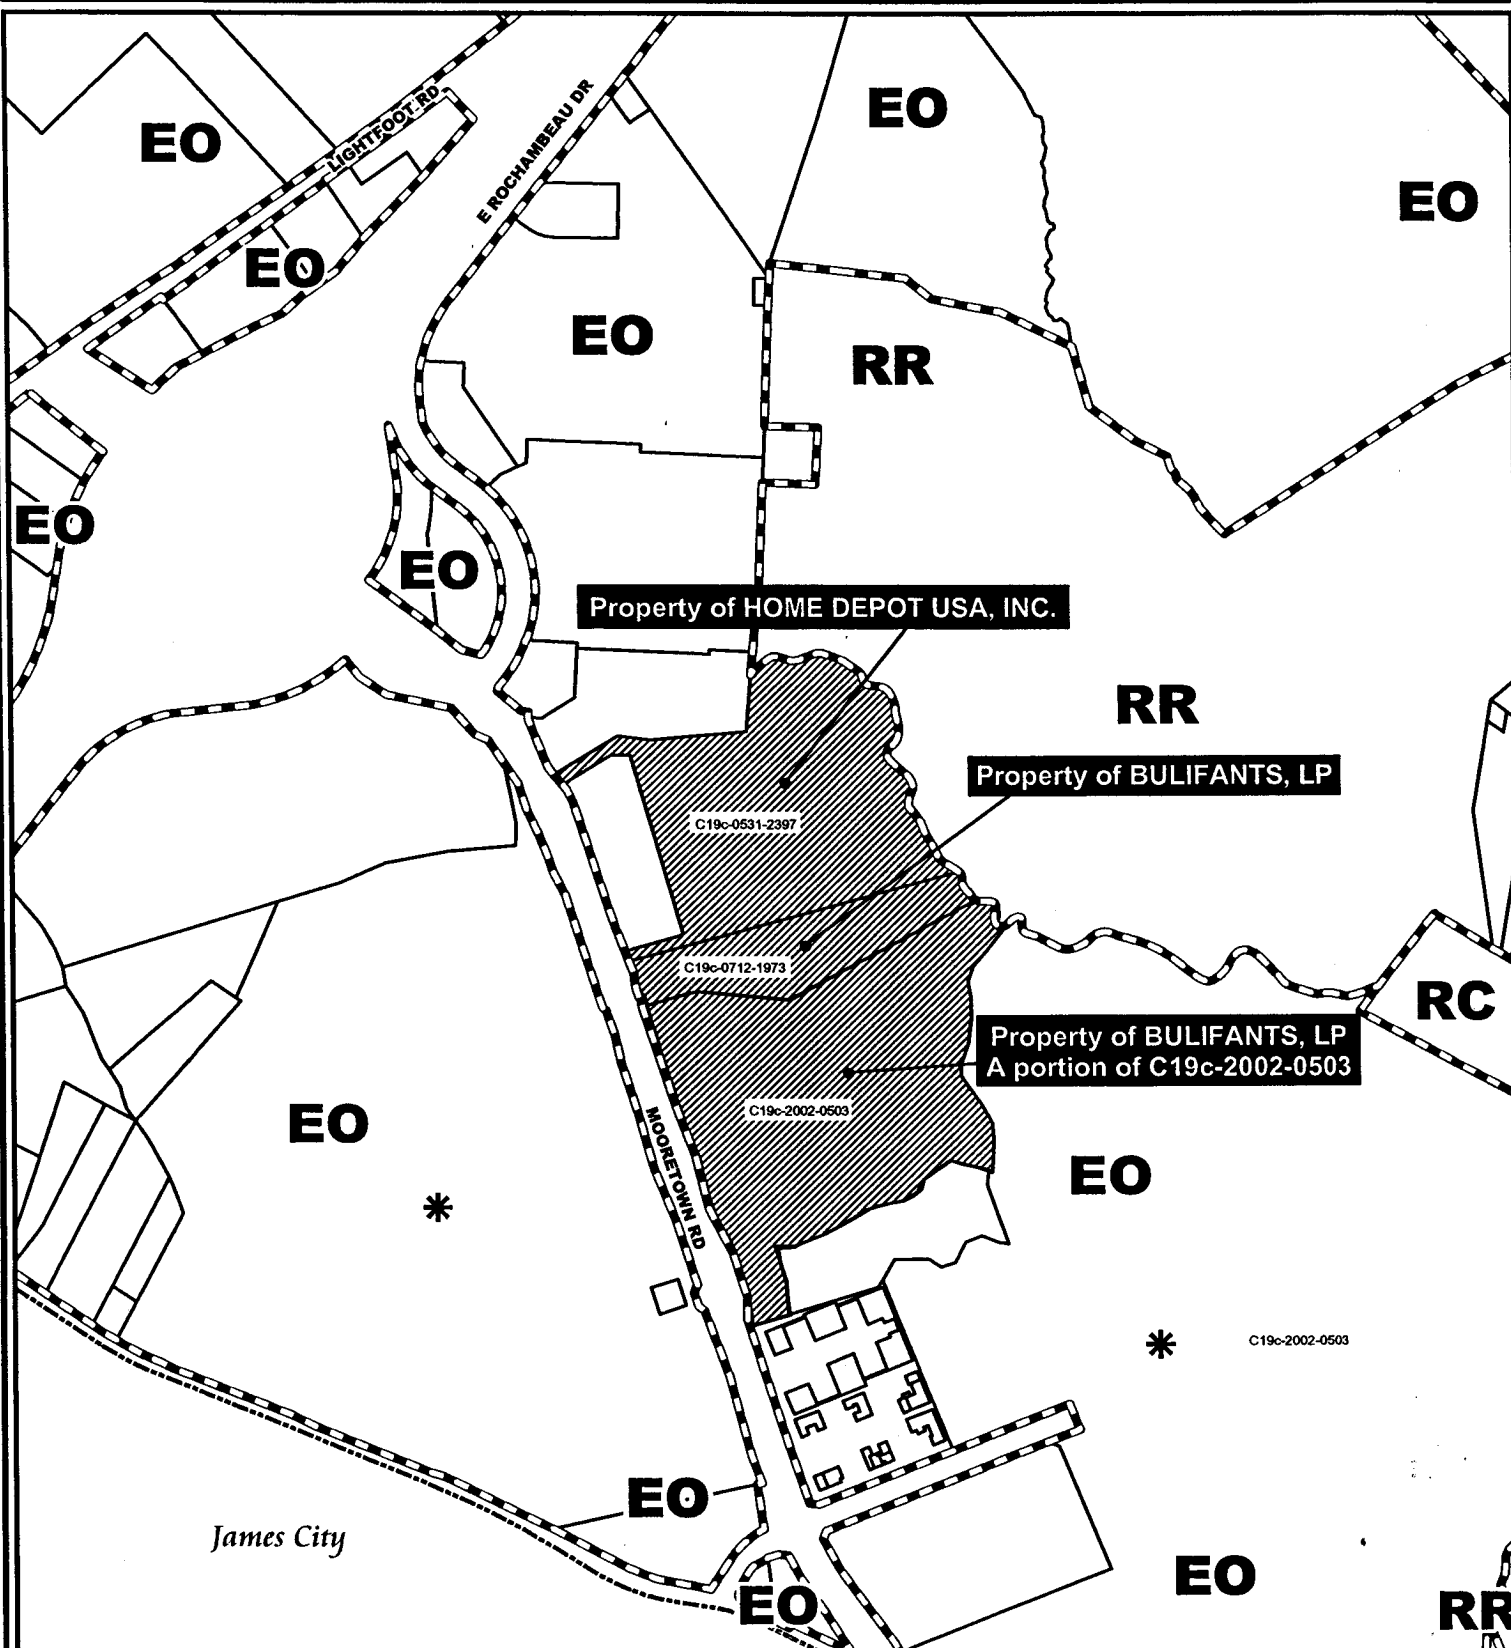 EO
EO
LIGHTFOOT RD
E ROCHAMBEAU DR
EO
EO
EO
RR
EO
EO
Property of HOME DEPOT USA, INC.
RR
Property of BULIFANTS, LP
C19c-0531-2397
C19c-0712-1973
RC
Property of BULIFANTS, LP
A portion of C19c-2002-0503
C19c-2002-0503
EO
MOORETOWN RD
EO
C19c-2002-0503
EO
James City
EO
EO
RR